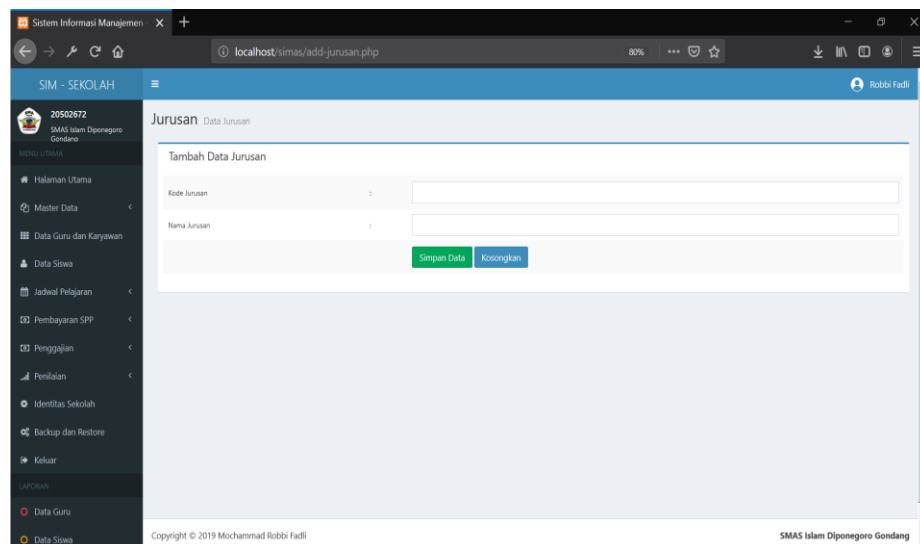 Sistem Informasi Manajemen
localhost/simas/add-jurusan.php
80%
SIM - SEKOLAH
Robbi Fadli
20502672
SMAS Islam Diponegoro
Gondang
Jurusan Data Jurusan
MENU UTAMA
Tambah Data Jurusan
Halaman Utama
Kode Jurusan :
Master Data
Nama Jurusan :
Data Guru dan Karyawan
Simpan Data Kosongkan
Data Siswa
Jadwal Pelajaran
Pembayaran SPP
Penggajian
Penilaian
Identitas Sekolah
Backup dan Restore
Keluar
LAPORAN
Data Guru
Data Siswa
Copyright © 2019 Mochammad Robbi Fadli
SMAS Islam Diponegoro Gondang